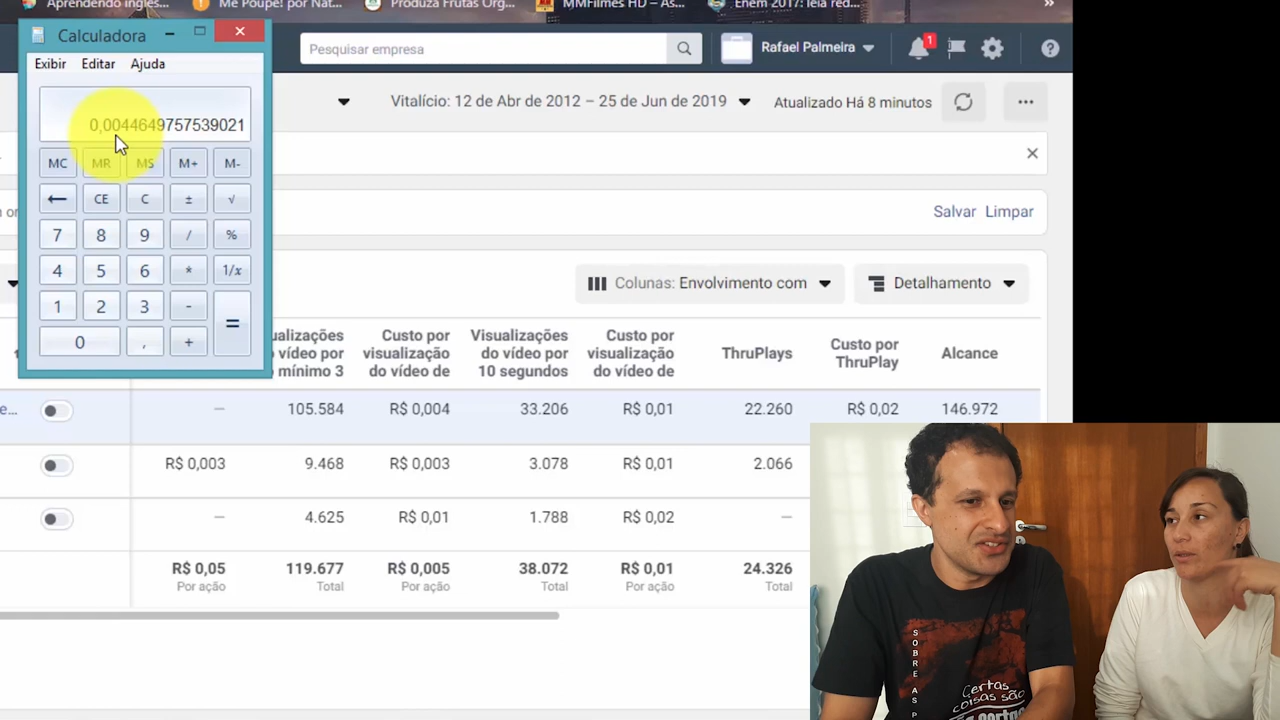 Aprendendo inglês...
Me Poupe! por Nat...
Produza Frutas Org...
MMFilmes HD – As...
Enem 2017: leia red...
»
Calculadora
Exibir Editar Ajuda
0,0044649757539021
MC MR MS M+ M-
← CE C ± √
7 8 9 / %
4 5 6 * 1/x
1 2 3 - =
0 , +
Pesquisar empresa
Rafael Palmeira
1
Vitalício: 12 de Abr de 2012 – 25 de Jun de 2019
Atualizado Há 8 minutos
Salvar Limpar
Colunas: Envolvimento com
Detalhamento
ualizações
vídeo por
mínimo 3
Custo por
visualização
do vídeo de
Visualizações
do vídeo por
10 segundos
Custo por
visualização
do vídeo de
ThruPlays
Custo por
ThruPlay
Alcance
e... — 105.584 R$ 0,004 33.206 R$ 0,01 22.260 R$ 0,02 146.972
R$ 0,003 9.468 R$ 0,003 3.078 R$ 0,01 2.066
— 4.625 R$ 0,01 1.788 R$ 0,02 —
R$ 0,05 119.677 R$ 0,005 38.072 R$ 0,01 24.326
Por ação Total Por ação Total Por ação Total
SOBRE AS P
Certas
coisas são